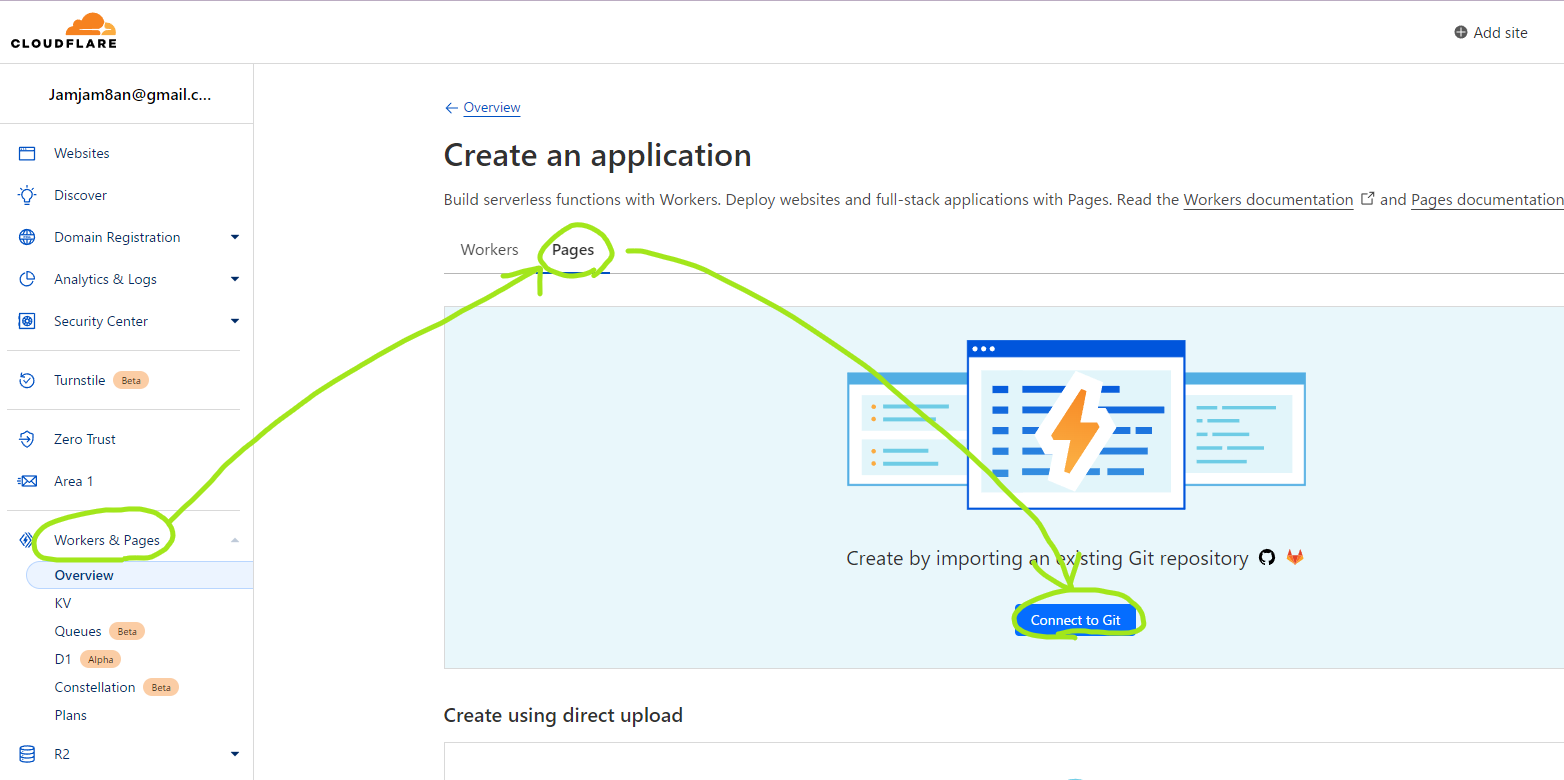 CLOUDFLARE
Add site
Jamjam8an@gmail.c...
Websites
Discover
Domain Registration
Analytics & Logs
Security Center
Turnstile Beta
Zero Trust
Area 1
Workers & Pages
Overview
KV
Queues Beta
D1 Alpha
Constellation Beta
Plans
R2
← Overview
Create an application
Build serverless functions with Workers. Deploy websites and full-stack applications with Pages. Read the Workers documentation and Pages documentation
Workers Pages
Create by importing an existing Git repository
Connect to Git
Create using direct upload